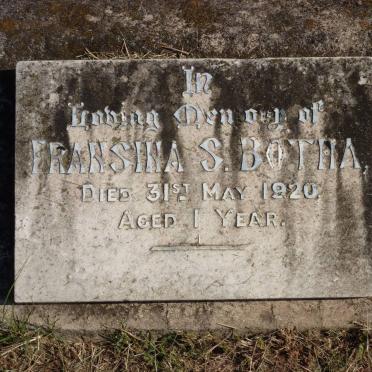 In
Loving Memory of
FRANSINA S. BOTHA,
DIED 31ST MAY 1920.
AGED 1 YEAR.